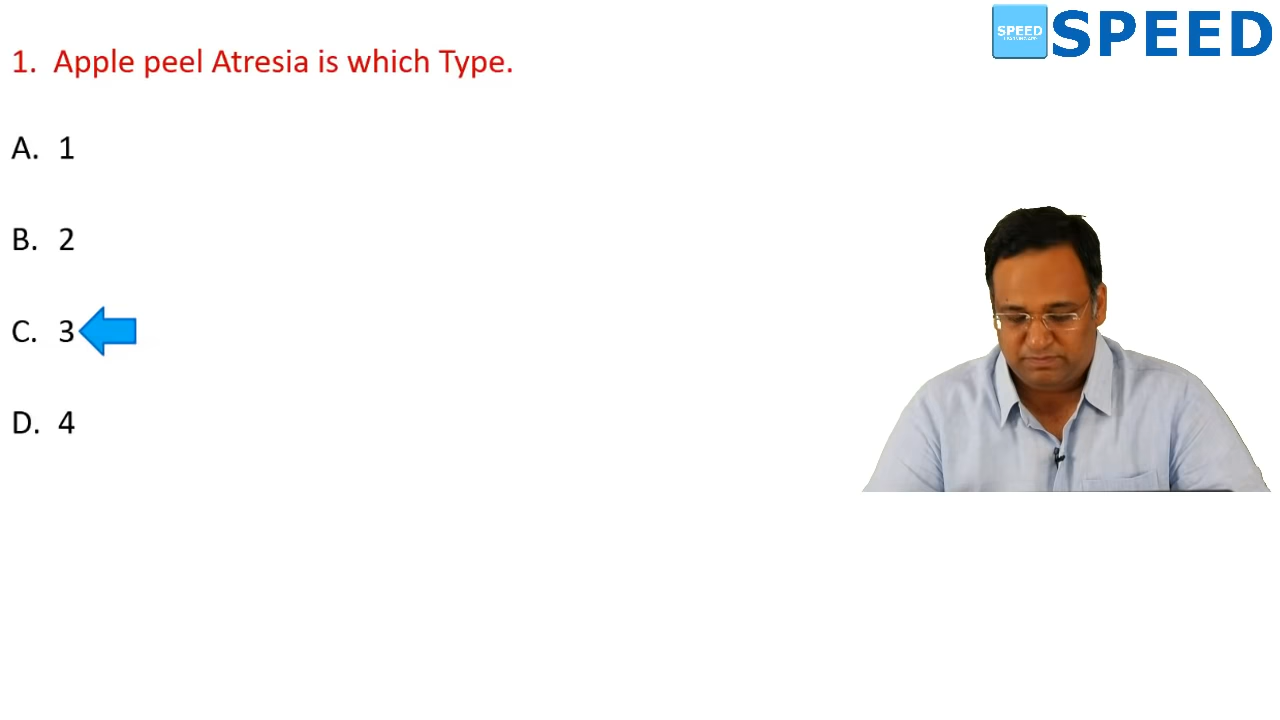 SPEED
SPEED
1. Apple peel Atresia is which Type.
A. 1
B. 2
C. 3
D. 4